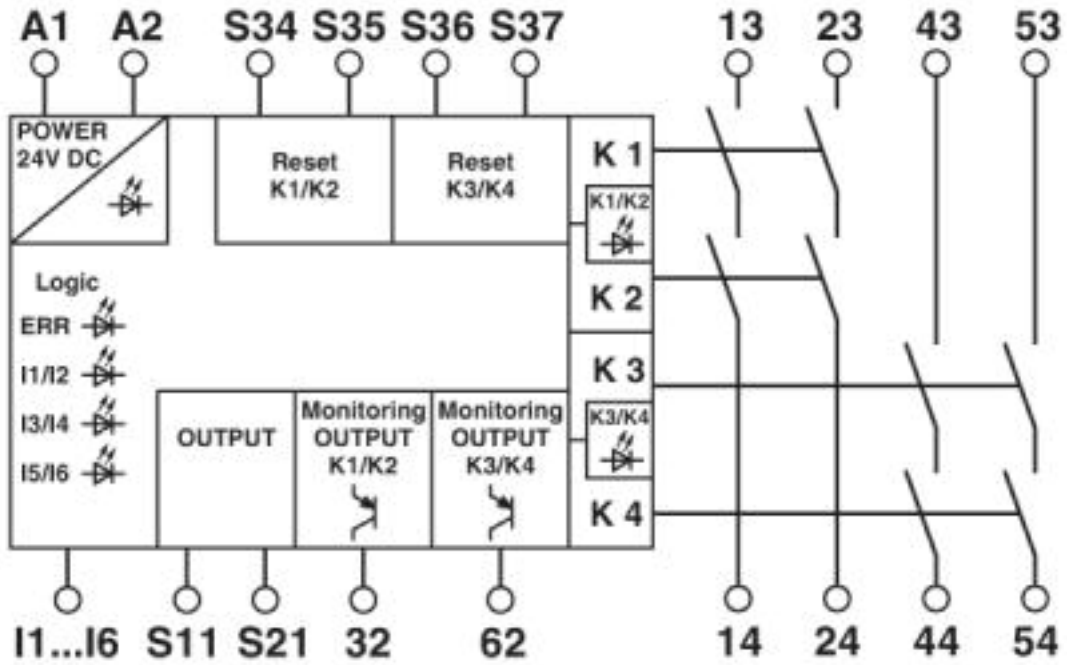 A1 A2 S34 S35 S36 S37 13 23 43 53
POWER
24V DC
Reset
K1/K2
Reset
K3/K4
K 1
K1/K2
K 2
Logic
ERR
I1/I2
I3/I4
I5/I6
OUTPUT
Monitoring
OUTPUT
K1/K2
Monitoring
OUTPUT
K3/K4
K 3
K3/K4
K 4
I1...I6 S11 S21 32 62 14 24 44 54